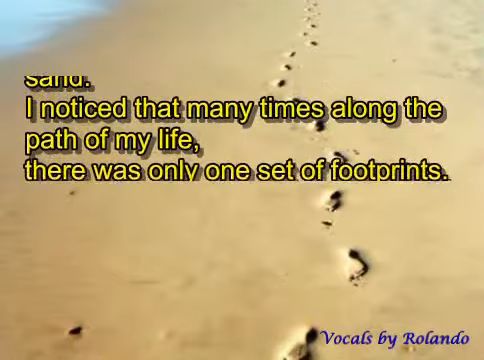 sand.
I noticed that many times along the
path of my life,
there was only one set of footprints.
Vocals by Rolando